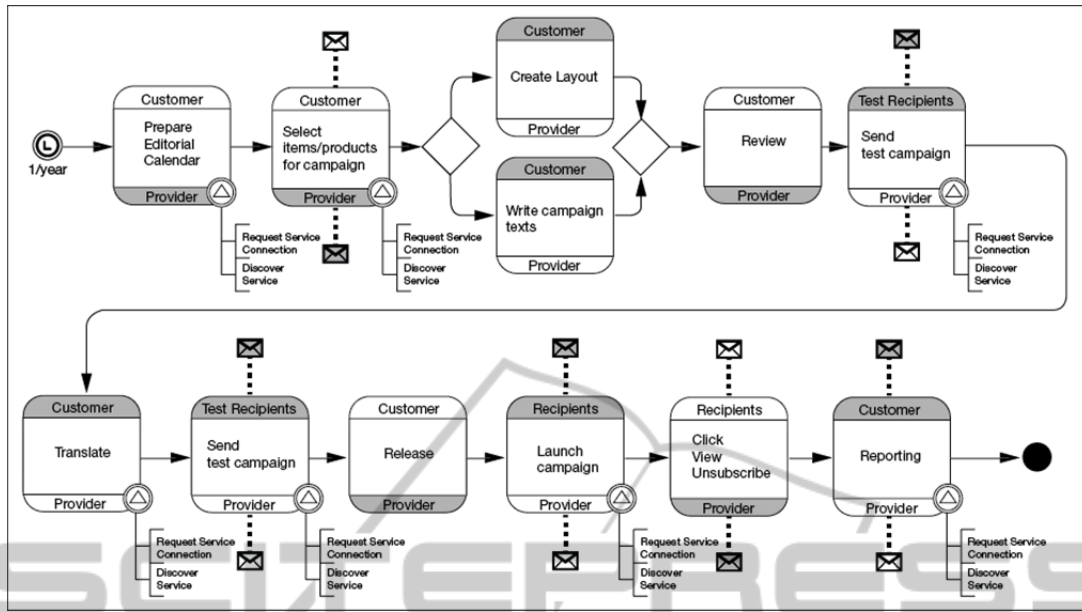 1/year
Customer
Prepare
Editorial
Calendar
Provider
Request Service
Connection
Discover
Service
Customer
Select
items/products
for campaign
Provider
Request Service
Connection
Discover
Service
Customer
Create Layout
Provider
Customer
Write campaign
texts
Provider
Customer
Review
Provider
Test Recipients
Send
test campaign
Provider
Request Service
Connection
Discover
Service
Customer
Translate
Provider
Request Service
Connection
Discover
Service
Test Recipients
Send
test campaign
Provider
Request Service
Connection
Discover
Service
Customer
Release
Provider
Recipients
Launch
campaign
Provider
Request Service
Connection
Discover
Service
Recipients
Click
View
Unsubscribe
Provider
Customer
Reporting
Provider
Request Service
Connection
Discover
Service
SCITEPRESS